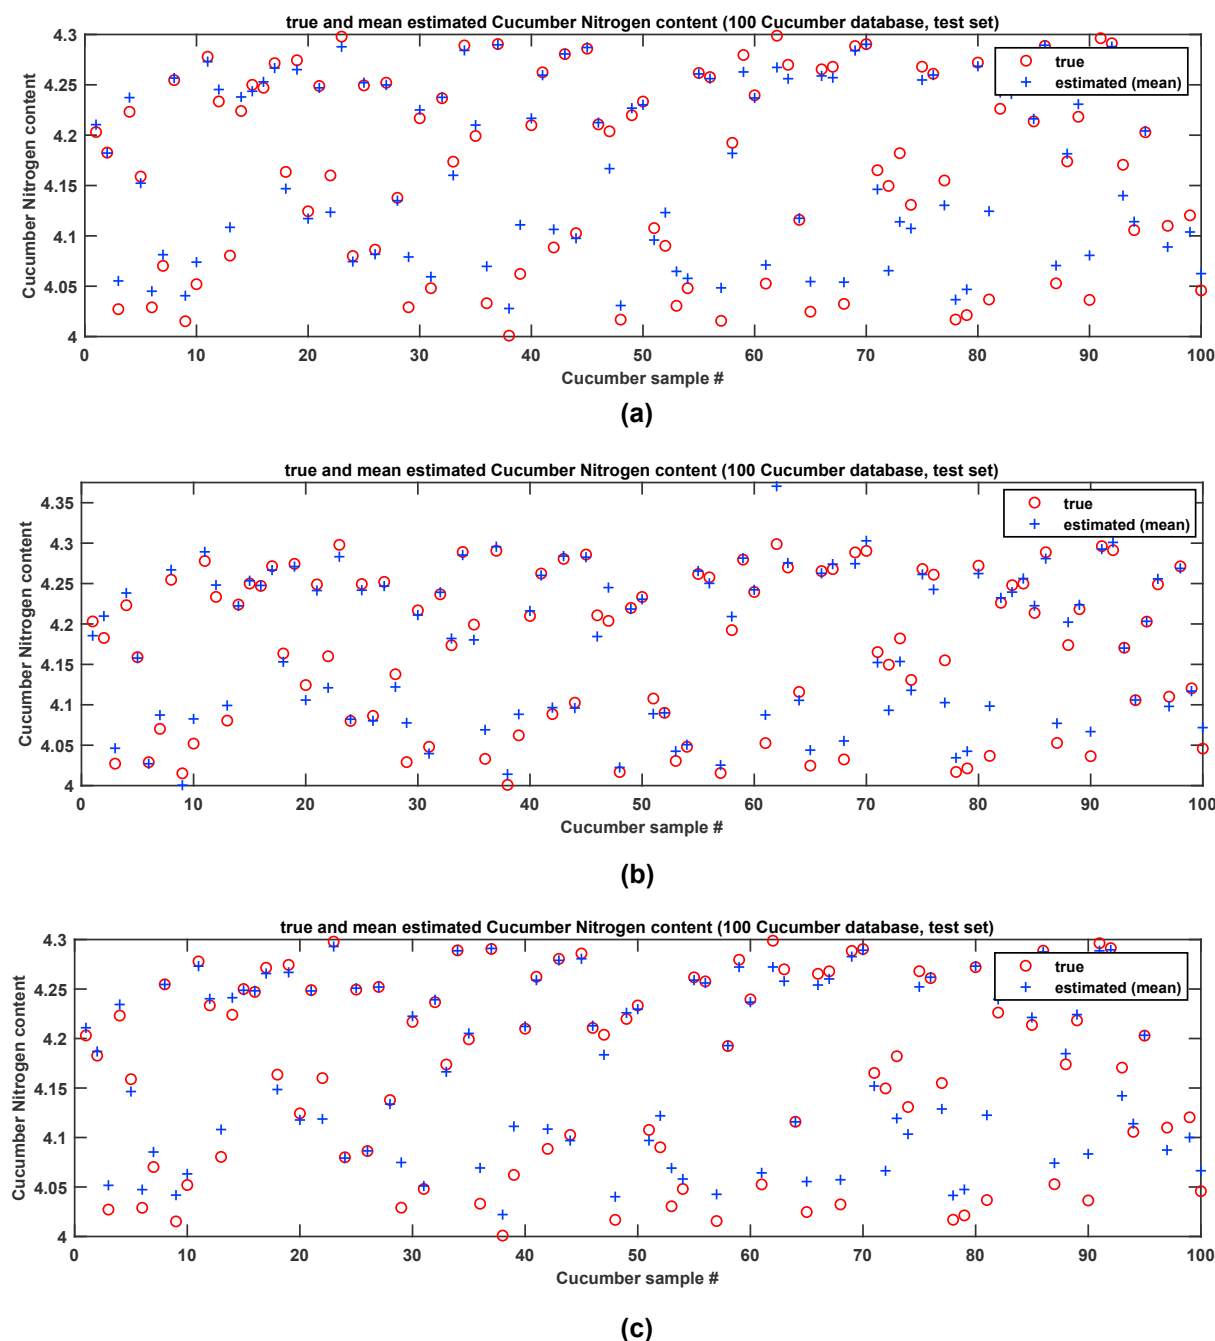 true and mean estimated Cucumber Nitrogen content (100 Cucumber database, test set)
4.3
4.25
4.2
4.15
4.1
4.05
4
Cucumber Nitrogen content
true
estimated (mean)
0 10 20 30 40 50 60 70 80 90 100
Cucumber sample #
(a)
true and mean estimated Cucumber Nitrogen content (100 Cucumber database, test set)
4.35
4.3
4.25
4.2
4.15
4.1
4.05
4
Cucumber Nitrogen content
true
estimated (mean)
0 10 20 30 40 50 60 70 80 90 100
Cucumber sample #
(b)
true and mean estimated Cucumber Nitrogen content (100 Cucumber database, test set)
4.3
4.25
4.2
4.15
4.1
4.05
4
Cucumber Nitrogen content
true
estimated (mean)
0 10 20 30 40 50 60 70 80 90 100
Cucumber sample #
(c)